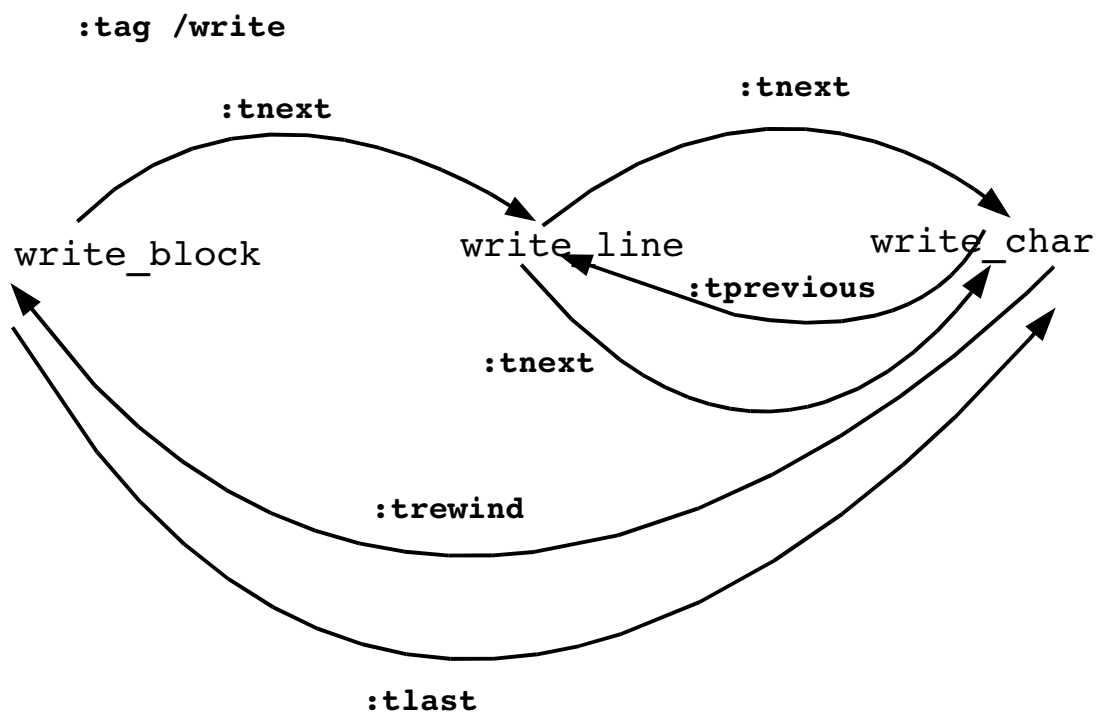 :tag /write
:tnext
:tnext
write_block
write_line
write_char
:tprevious
:tnext
:trewind
:tlast